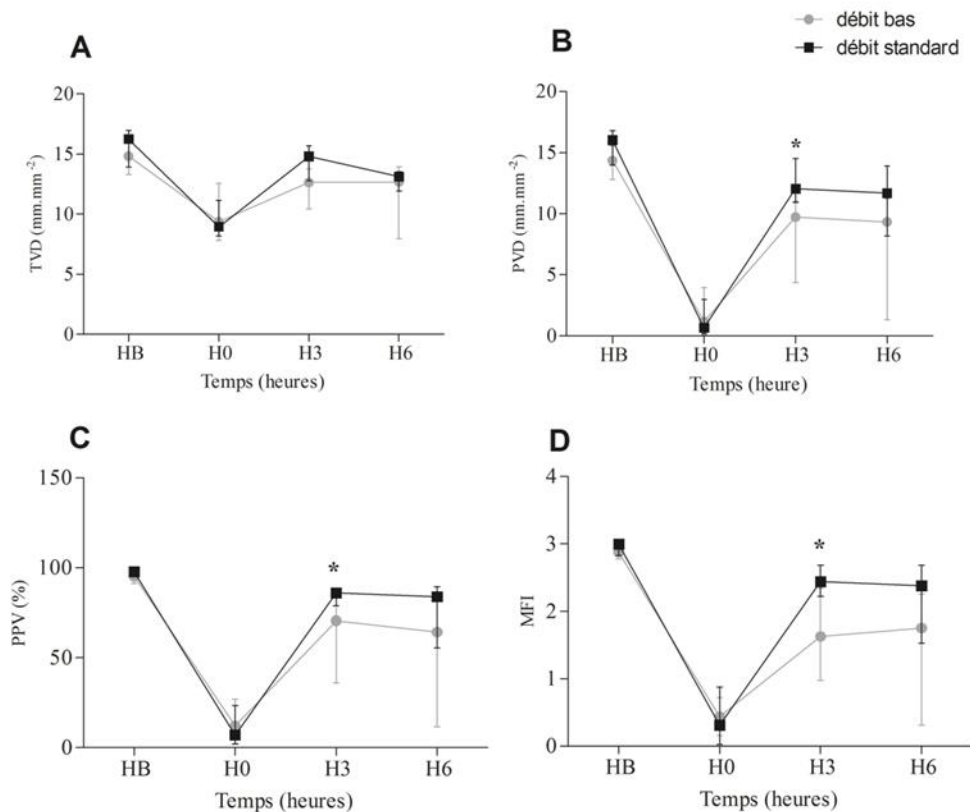 débit bas
débit standard
A
TVD (mm.mm⁻²)
20
15
10
5
0
HB H0 H3 H6
Temps (heures)
B
PVD (mm.mm⁻²)
20
15
10
5
0
*
HB H0 H3 H6
Temps (heure)
C
PPV (%)
150
100
50
0
*
HB H0 H3 H6
Temps (heures)
D
MFI
4
3
2
1
0
*
HB H0 H3 H6
Temps (heures)